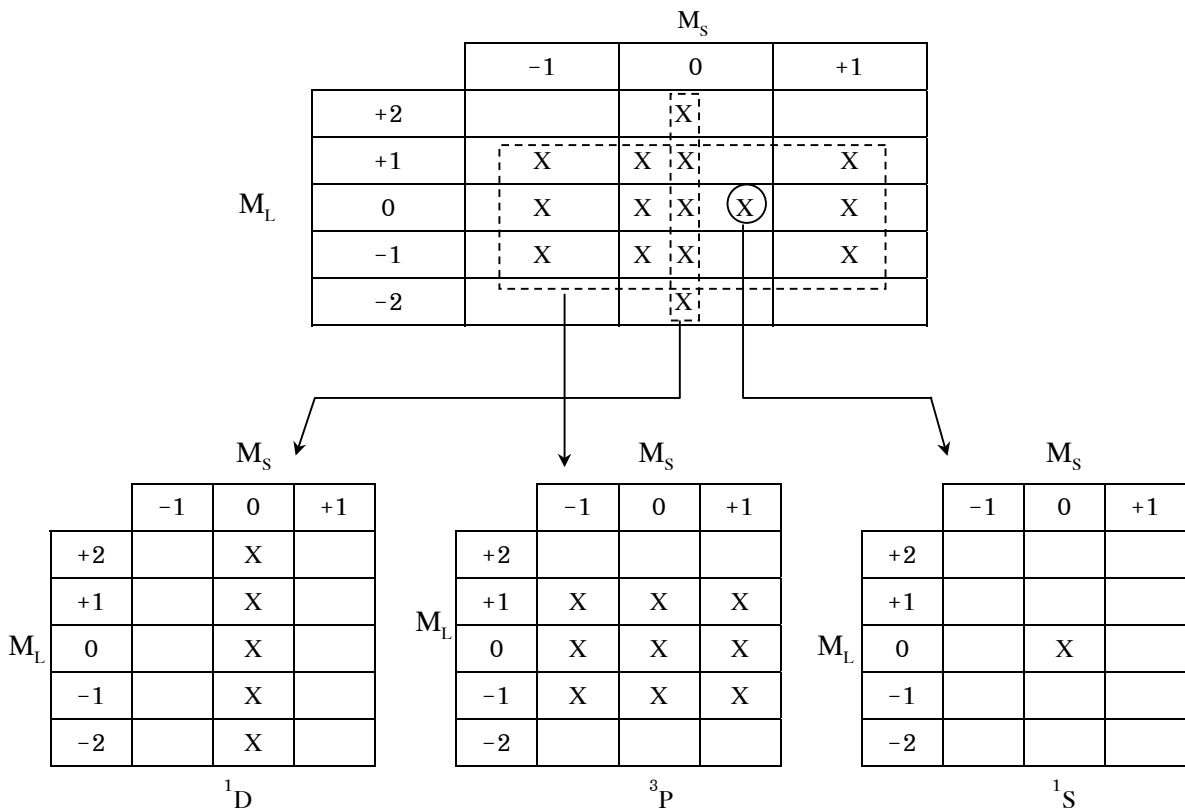 M_S
-1 0 +1
+2 X
+1 X X X X
M_L 0 X X X X X
-1 X X X X
-2 X
M_S M_S M_S
-1 0 +1 -1 0 +1 -1 0 +1
+2 X +2 +2
+1 X +1 X X X +1
M_L 0 X M_L 0 X X X M_L 0 X
-1 X -1 X X X -1
-2 X -2 -2
¹D ³P ¹S